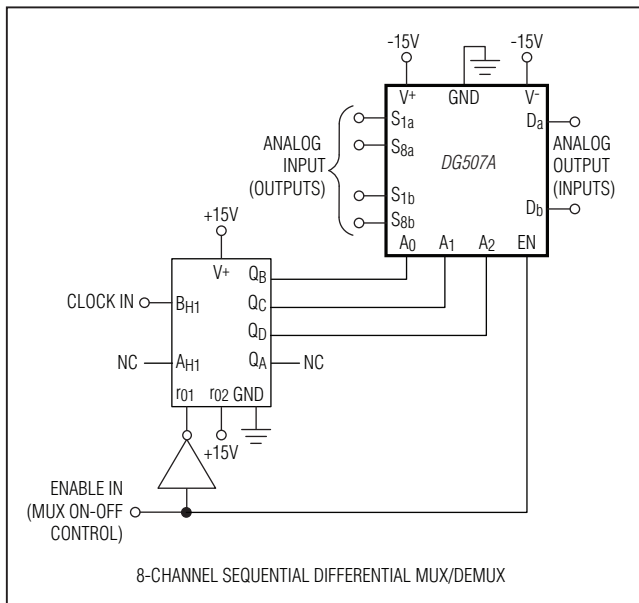 -15V
-15V
V+ GND V-
S1a
S8a
S1b
S8b
ANALOG
INPUT
(OUTPUTS)
DG507A
Da
Db
ANALOG
OUTPUT
(INPUTS)
A0 A1 A2 EN
+15V
V+
CLOCK IN
BH1
NC
AH1
QB
QC
QD
QA
NC
r01 r02 GND
+15V
ENABLE IN
(MUX ON-OFF
CONTROL)
8-CHANNEL SEQUENTIAL DIFFERENTIAL MUX/DEMUX